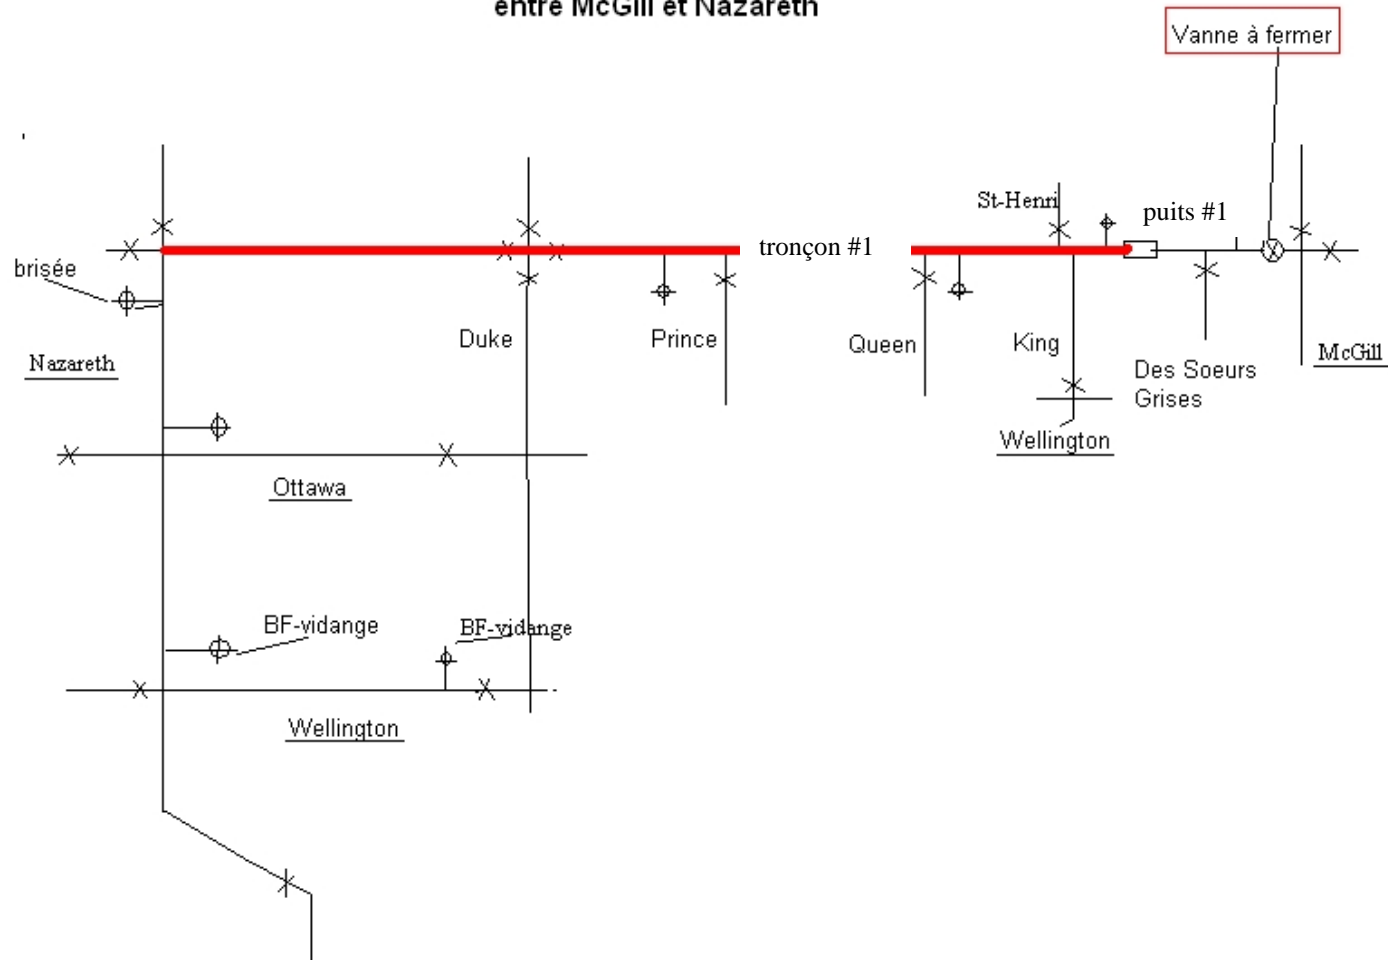 entre McGill et Nazareth
Vanne à fermer
St-Henri
puits #1
tronçon #1
brisée
Nazareth
Duke
Prince
Queen
King
Des Soeurs
Grises
McGill
Wellington
Ottawa
BF-vidange
BF-vidange
Wellington